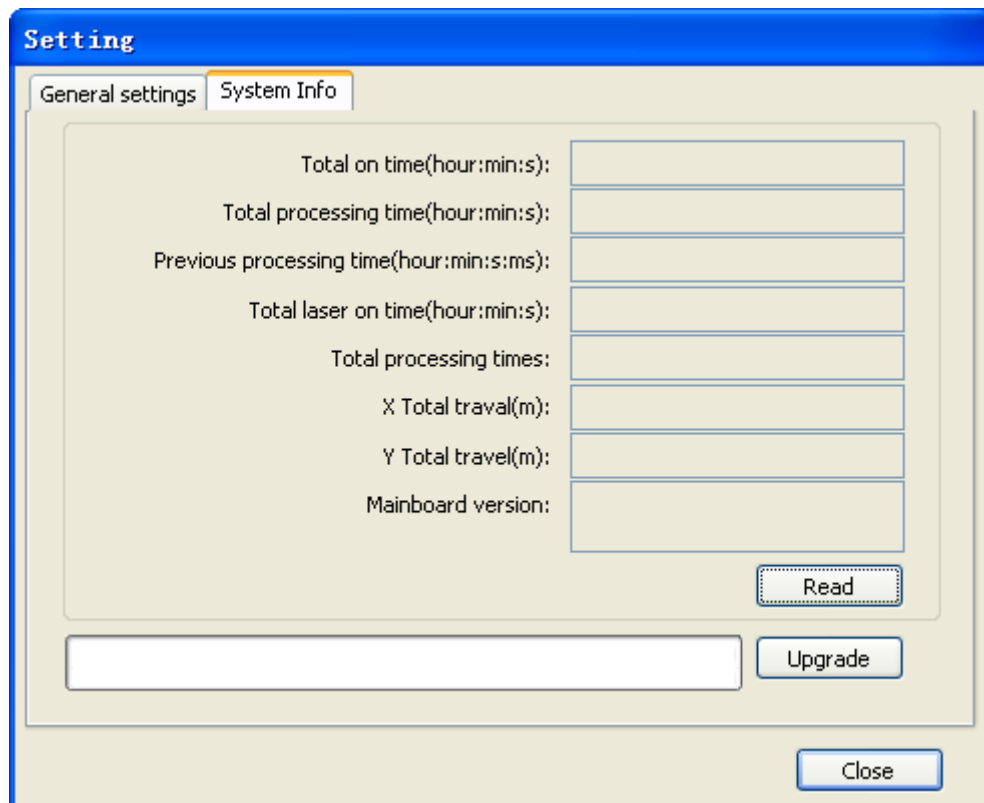 Setting
General settings System Info
Total on time(hour:min:s):
Total processing time(hour:min:s):
Previous processing time(hour:min:s:ms):
Total laser on time(hour:min:s):
Total processing times:
X Total traval(m):
Y Total travel(m):
Mainboard version:
Read
Upgrade
Close